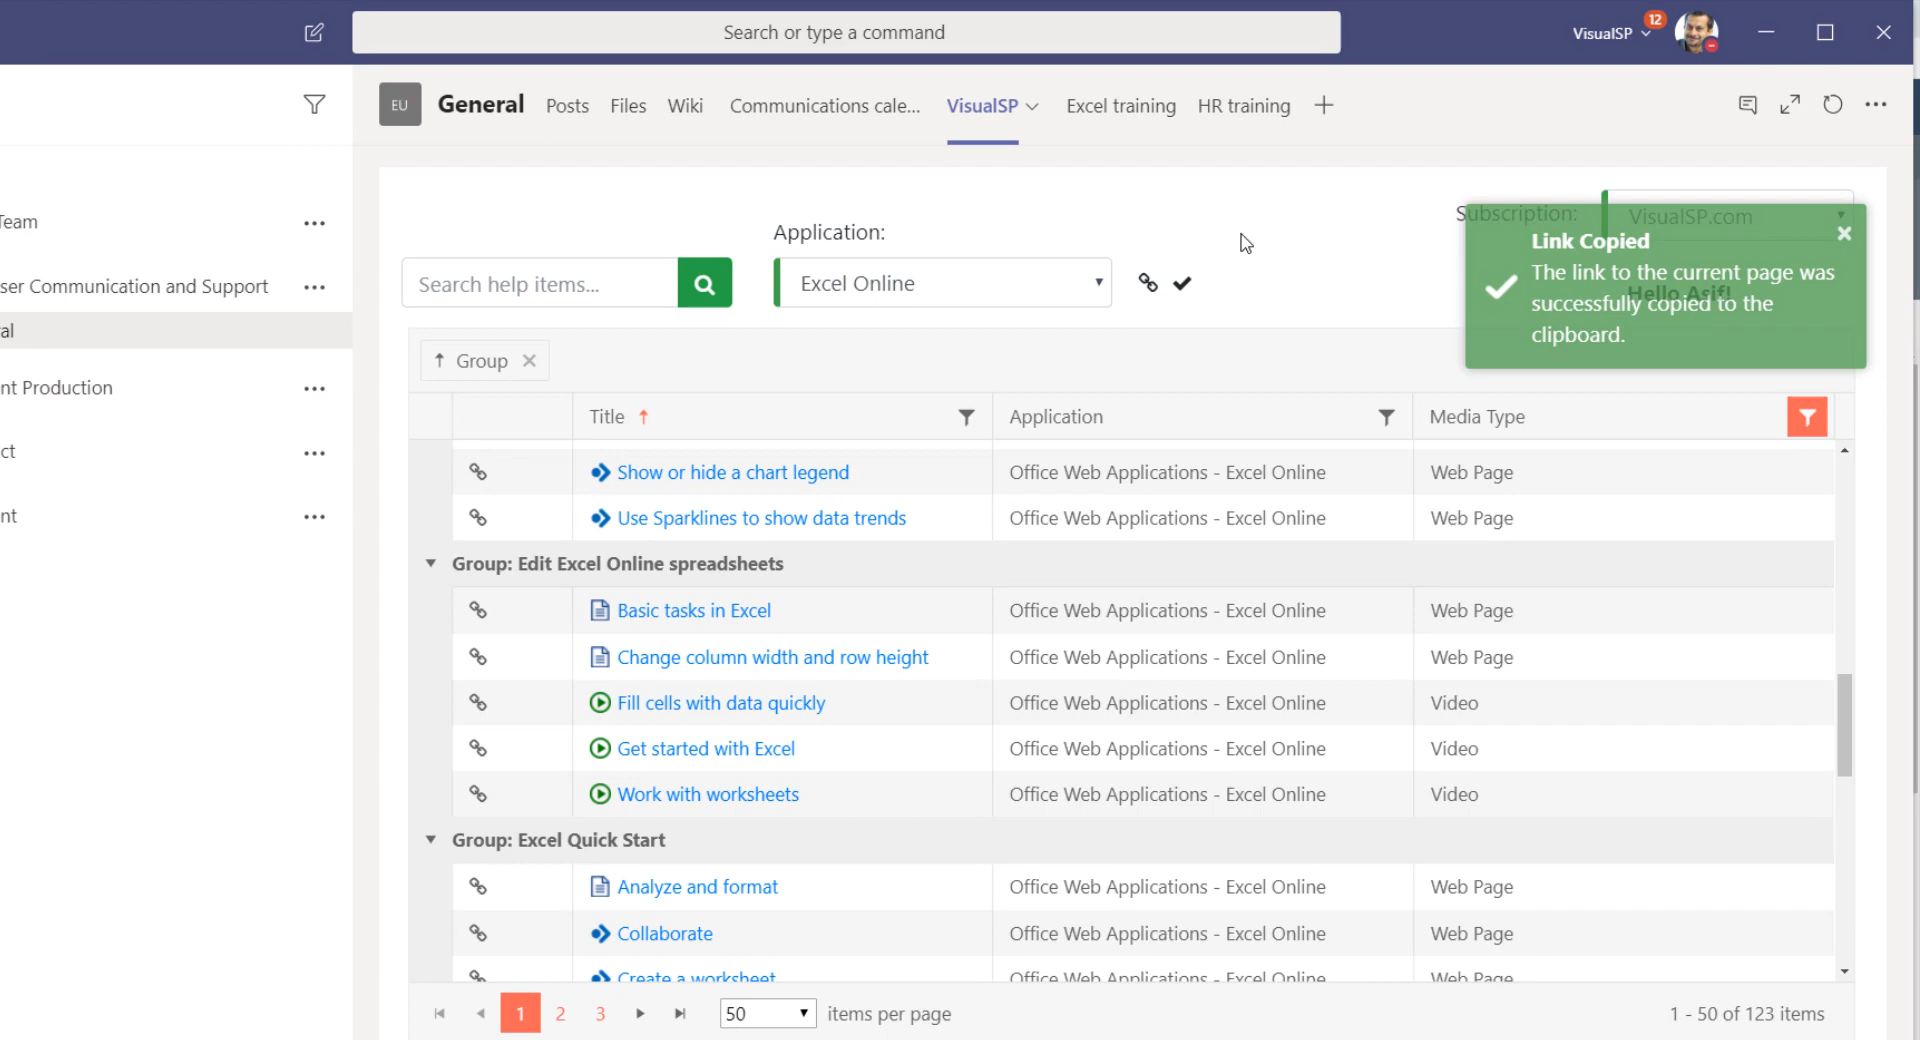 Search or type a command
VisualSP
12
EU
General
Posts
Files
Wiki
Communications cale...
VisualSP
Excel training
HR training
Team
ser Communication and Support
al
nt Production
ct
nt
Application:
Search help items...
Excel Online
Subscription:
VisualSP.com
Hello Asif!
Link Copied
The link to the current page was
successfully copied to the
clipboard.
Group
Title
Application
Media Type
Show or hide a chart legend
Office Web Applications - Excel Online
Web Page
Use Sparklines to show data trends
Office Web Applications - Excel Online
Web Page
Group: Edit Excel Online spreadsheets
Basic tasks in Excel
Office Web Applications - Excel Online
Web Page
Change column width and row height
Office Web Applications - Excel Online
Web Page
Fill cells with data quickly
Office Web Applications - Excel Online
Video
Get started with Excel
Office Web Applications - Excel Online
Video
Work with worksheets
Office Web Applications - Excel Online
Video
Group: Excel Quick Start
Analyze and format
Office Web Applications - Excel Online
Web Page
Collaborate
Office Web Applications - Excel Online
Web Page
Create a worksheet
Office Web Applications - Excel Online
Web Page
1
2
3
50
items per page
1 - 50 of 123 items